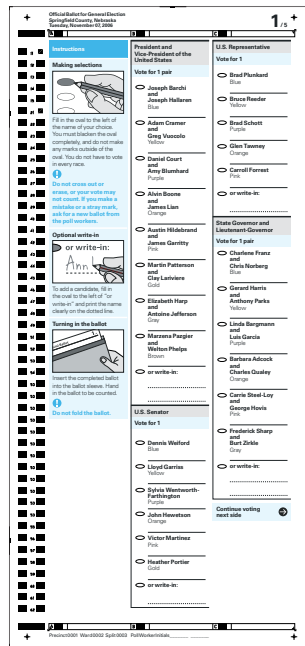 Official Ballot for General Election
Springfield County, Nebraska
Tuesday, November 07, 2006
1/5
Instructions
Making selections
Fill in the oval to the left of
the name of your choice.
You must blacken the oval
completely, and do not make
any marks outside of the
oval. You do not have to vote
in every race.
Do not cross out or
erase, or your vote may
not count. If you make a
mistake or a stray mark,
ask for a new ballot from
the poll workers.
Optional write-in
or write-in:
Ann
To add a candidate, fill in
the oval to the left of “or
write-in” and print the name
clearly on the dotted line.
Turning in the ballot
Insert the completed ballot
into the ballot sleeve. Hand
in the ballot to be counted.
Do not fold the ballot.
President and
Vice-President of the
United States
Vote for 1 pair
Joseph Barchi
and
Joseph Hallaren
Blue
Adam Cramer
and
Greg Vuocolo
Yellow
Daniel Court
and
Amy Blumhard
Purple
Alvin Boone
and
James Lian
Orange
Austin Hildebrand
and
James Garritty
Pink
Martin Patterson
and
Clay Lariviere
Gold
Elizabeth Harp
and
Antoine Jefferson
Gray
Marzena Pazgier
and
Welton Phelps
Brown
or write-in:
U.S. Senator
Vote for 1
Dennis Weiford
Blue
Lloyd Garriss
Yellow
Sylvia Wentworth-
Farthington
Purple
John Hewetson
Orange
Victor Martinez
Pink
Heather Portier
Gold
or write-in:
U.S. Representative
Vote for 1
Brad Plunkard
Blue
Bruce Reeder
Yellow
Brad Schott
Purple
Glen Tawney
Orange
Carroll Forrest
Pink
or write-in:
State Governor and
Lieutenant-Governor
Vote for 1 pair
Charlene Franz
and
Chris Norberg
Blue
Gerard Harris
and
Anthony Parks
Yellow
Linda Bargmann
and
Luis Garcia
Purple
Barbara Adcock
and
Charles Qualey
Orange
Carrie Steel-Loy
and
George Hovis
Pink
Frederick Sharp
and
Burt Zirkle
Gray
or write-in:
Continue voting
next side
Precinct 0001 Ward 0002 Split 0003 Poll Worker Initials